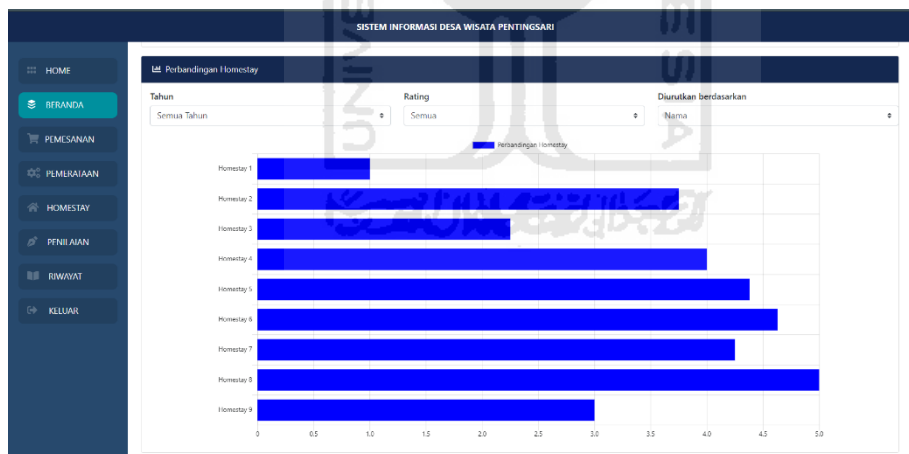 SISTEM INFORMASI DESA WISATA PENTINGSARI
HOME
BERANDA
PEMESANAN
PEMERATAAN
HOMESTAY
PENILAIAN
RIWAYAT
KELUAR
Perbandingan Homestay
Tahun
Rating
Diurutkan berdasarkan
Semua Tahun
Semua
Nama
Perbandingan Homestay
Homestay 1
Homestay 2
Homestay 3
Homestay 4
Homestay 5
Homestay 6
Homestay 7
Homestay 8
Homestay 9
0 0.5 1.0 1.5 2.0 2.5 3.0 3.5 4.0 4.5 5.0